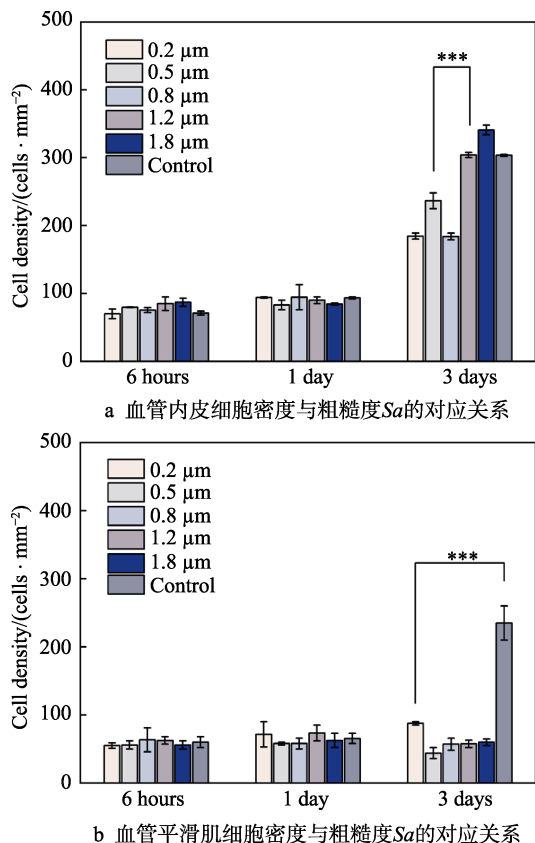 500
400
300
200
100
0
Cell density/(cells · mm⁻²)
0.2 µm
0.5 µm
0.8 µm
1.2 µm
1.8 µm
Control
***
6 hours 1 day 3 days
a 血管内皮细胞密度与粗糙度Sa的对应关系
500
400
300
200
100
0
Cell density/(cells · mm⁻²)
0.2 µm
0.5 µm
0.8 µm
1.2 µm
1.8 µm
Control
***
6 hours 1 day 3 days
b 血管平滑肌细胞密度与粗糙度Sa的对应关系